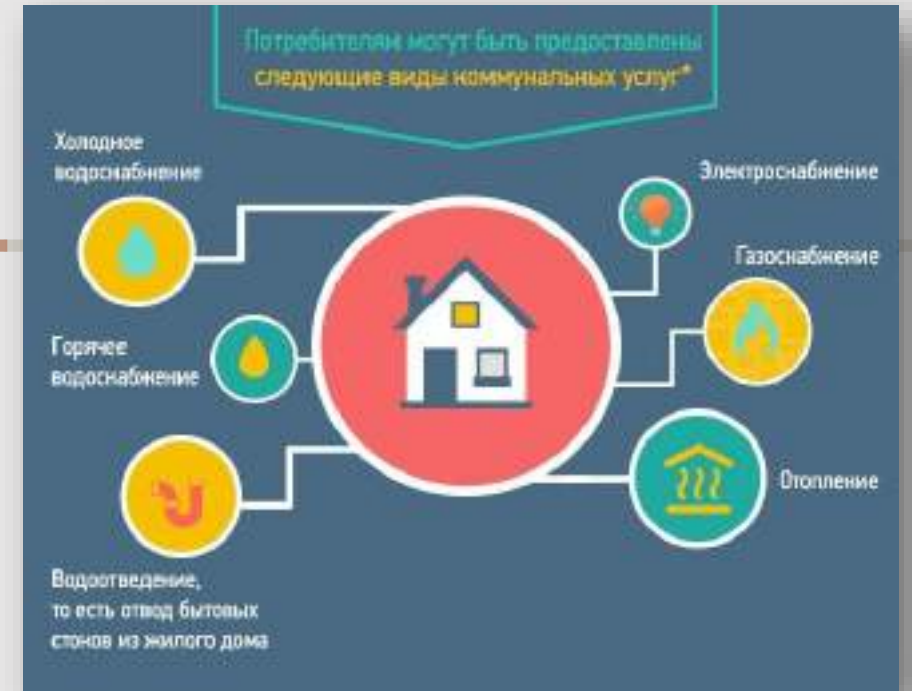 Потребителям могут быть предоставлены
следующие виды коммунальных услуг*
Холодное
водоснабжение
Электроснабжение
Газоснабжение
Горячее
водоснабжение
Отопление
Водоотведение,
то есть отвод бытовых
стоков из жилого дома